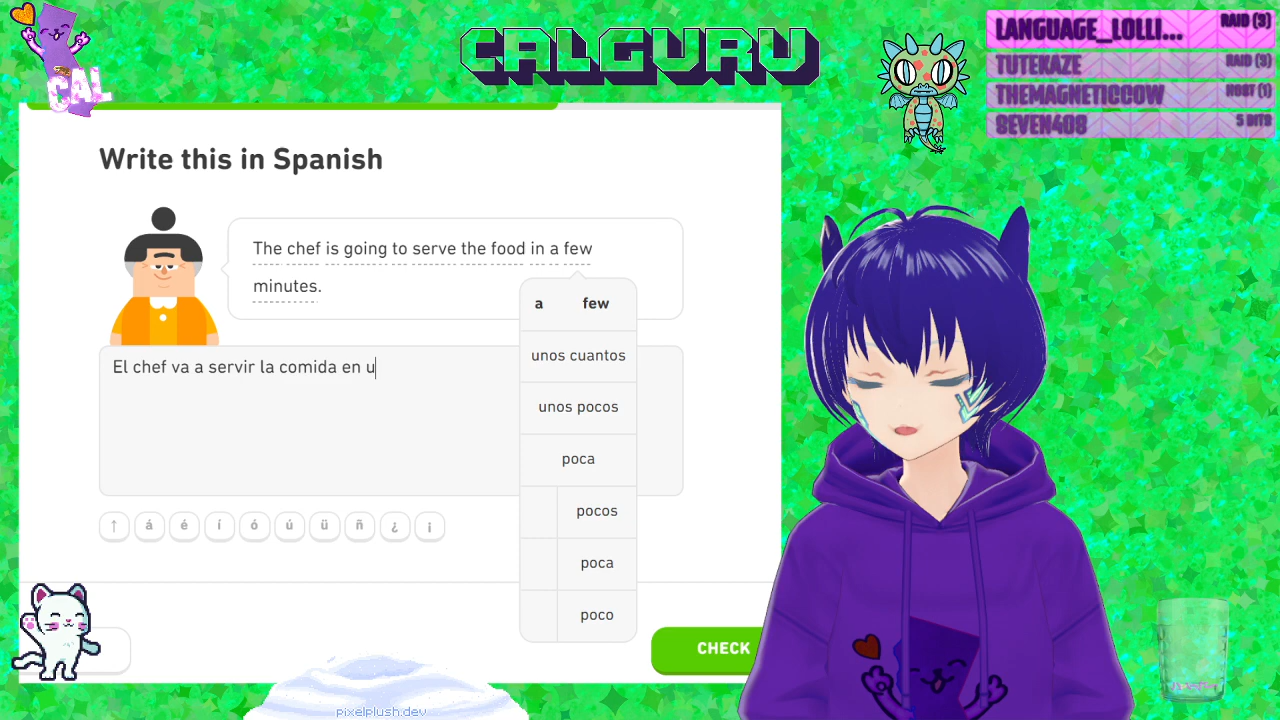 CALGURU
CAL
LANGUAGE_LOLLI... RAID (3)
TUTEKAZE RAID (3)
THEMAGNETICCOW HOST (1)
SEVEN408 5 BITS
Write this in Spanish
The chef is going to serve the food in a few
minutes.
a few
unos cuantos
unos pocos
poca
pocos
poca
poco
El chef va a servir la comida en u
↑ á é í ó ú ü ñ ¿ ¡
CHECK
pixelplush.dev